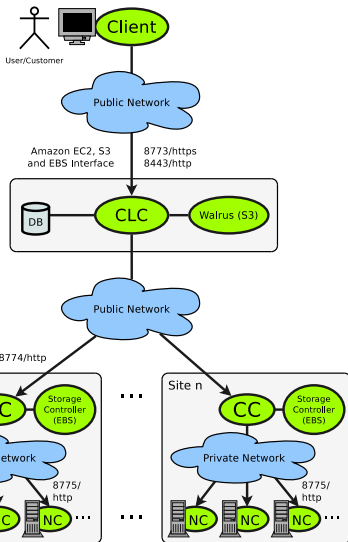 Client
User/Customer
Public Network
Amazon EC2, S3 8773/https
and EBS Interface 8443/http
DB
CLC
Walrus (S3)
Public Network
8774/http
...
Site n
C
Storage
Controller
(EBS)
CC
Storage
Controller
(EBS)
etwork
Private Network
8775/
http
8775/
http
C
NC
...
...
NC
NC
NC
...